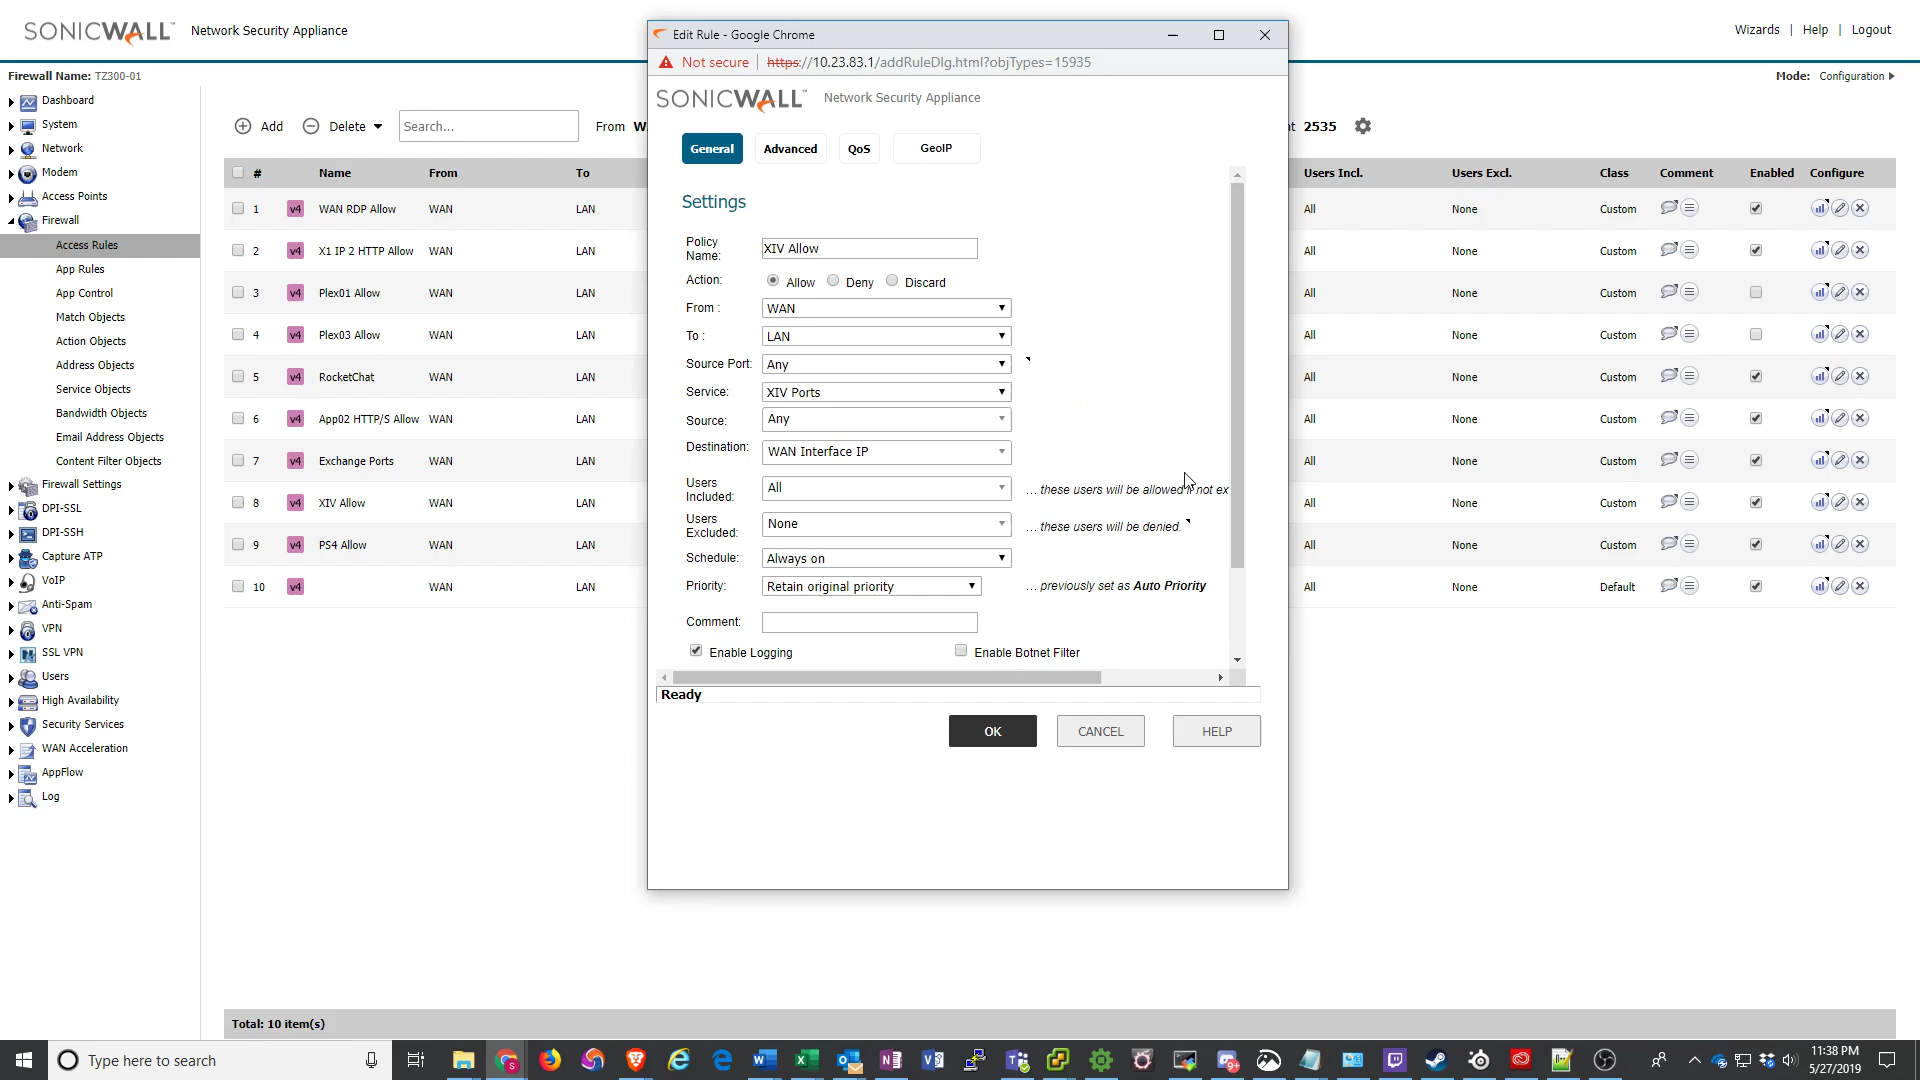 SONICWALL™ Network Security Appliance
Wizards | Help | Logout
Firewall Name: TZ300-01
Mode: Configuration
Dashboard
System
Network
Modem
Access Points
Firewall
Access Rules
App Rules
App Control
Match Objects
Action Objects
Address Objects
Service Objects
Bandwidth Objects
Email Address Objects
Content Filter Objects
Firewall Settings
DPI-SSL
DPI-SSH
Capture ATP
VoIP
Anti-Spam
VPN
SSL VPN
Users
High Availability
Security Services
WAN Acceleration
AppFlow
Log
Add Delete Search... From 2535
# Name From To Users Incl. Users Excl. Class Comment Enabled Configure
1 v4 WAN RDP Allow WAN LAN All None Custom
2 v4 X1 IP 2 HTTP Allow WAN LAN All None Custom
3 v4 Plex01 Allow WAN LAN All None Custom
4 v4 Plex03 Allow WAN LAN All None Custom
5 v4 RocketChat WAN LAN All None Custom
6 v4 App02 HTTP/S Allow WAN LAN All None Custom
7 v4 Exchange Ports WAN LAN All None Custom
8 v4 XIV Allow WAN LAN All None Custom
9 v4 PS4 Allow WAN LAN All None Custom
10 v4 WAN LAN All None Default
Total: 10 item(s)
Edit Rule - Google Chrome
Not secure | https://10.23.83.1/addRuleDlg.html?objTypes=15935
SONICWALL™ Network Security Appliance
General Advanced QoS GeoIP
Settings
Policy Name: XIV Allow
Action: Allow Deny Discard
From : WAN
To : LAN
Source Port: Any
Service: XIV Ports
Source: Any
Destination: WAN Interface IP
Users Included: All ... these users will be allowed if not ex
Users Excluded: None ... these users will be denied.
Schedule: Always on
Priority: Retain original priority ... previously set as Auto Priority
Comment:
Enable Logging Enable Botnet Filter
Ready
OK CANCEL HELP
Type here to search
11:38 PM
5/27/2019